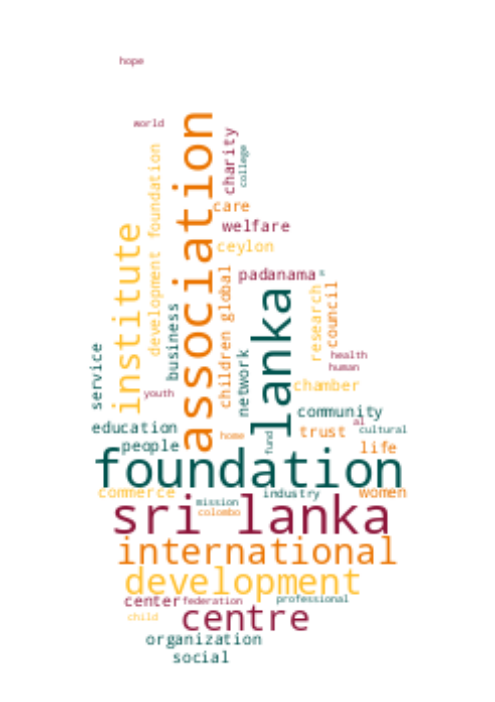 hope
world
association
charity
college
development foundation
care
welfare
institute
ceylon
padanama
s
children global
research
council
lanka
business
service
network
health
human
chamber
youth
community
al
education
trust
cultural
home
fund
people
life
foundation
commerce
industry
women
mission
sri lanka
colombo
international
development
center
federation
professional
centre
child
organization
social